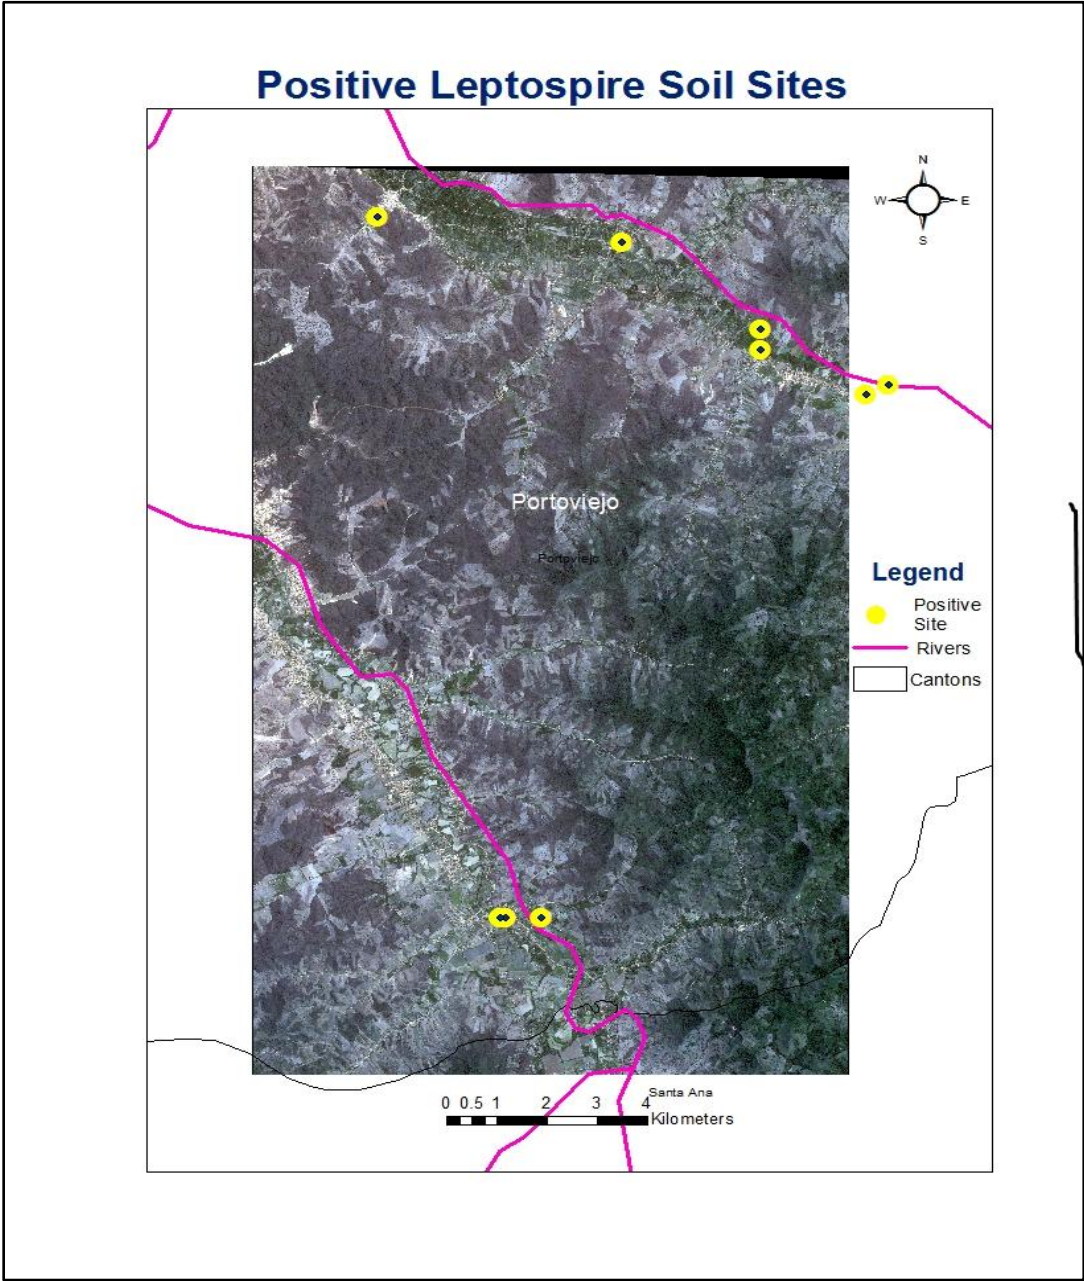 Positive Leptospire Soil Sites
N
W E
S
Portoviejo
Portoviejo
Legend
Positive
Site
Rivers
Cantons
Santa Ana
0 0.5 1 2 3 4
Kilometers